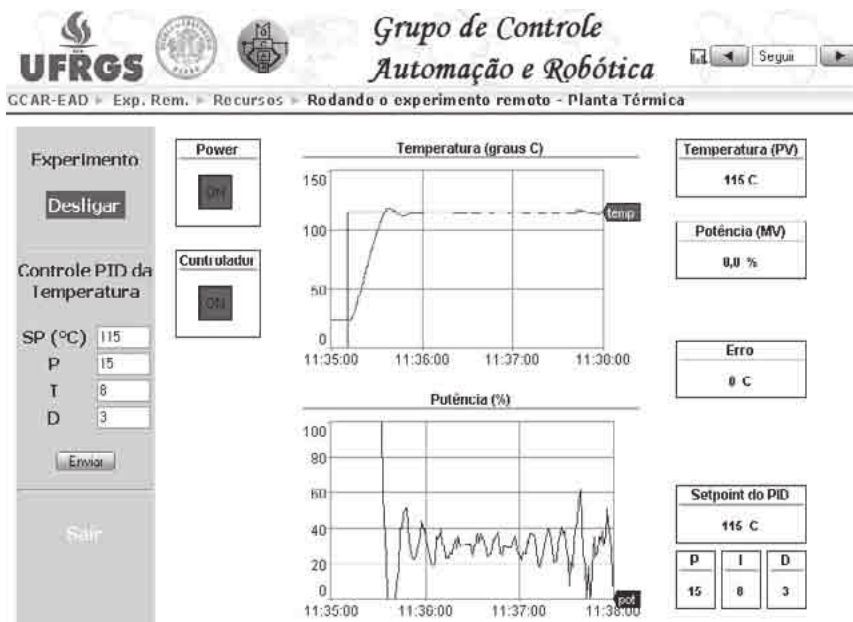 UFRGS
Grupo de Controle
Automação e Robótica
Seguir
GCAR-EAD Exp. Rem. Recursos Rodando o experimento remoto - Planta Térmica
Experimento
Desligar
Controle PID da
Temperatura
SP (ºC) 115
P 15
I 8
D 3
Enviar
Sair
Power
ON
Controlador
ON
Temperatura (graus C)
150
100
50
0
temp
11:35:00 11:36:00 11:37:00 11:38:00
Potência (%)
100
80
60
40
20
0
pot
11:35:00 11:36:00 11:37:00 11:38:00
Temperatura (PV)
115 C
Potência (MV)
0,0 %
Erro
0 C
Setpoint do PID
115 C
P I D
15 8 3